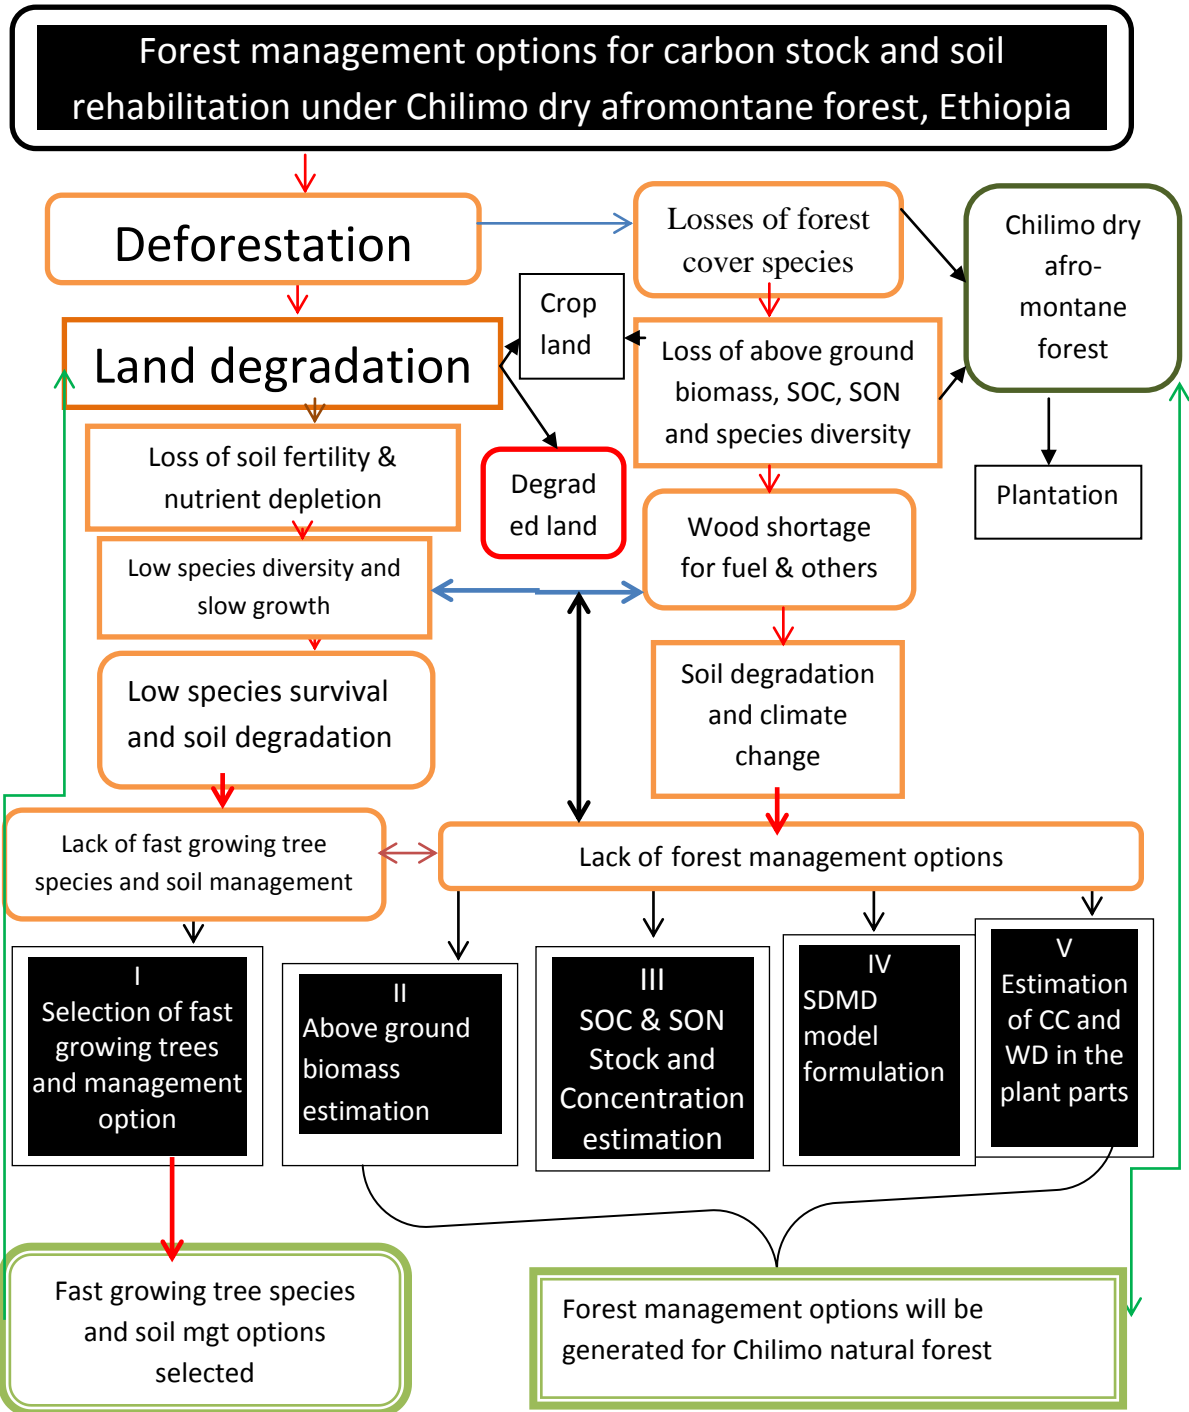 Forest management options for carbon stock and soil
rehabilitation under Chilimo dry afromontane forest, Ethiopia
Deforestation
Losses of forest
cover species
Chilimo dry
afro-
montane
forest
Crop
land
Land degradation
Loss of above ground
biomass, SOC, SON
and species diversity
Loss of soil fertility &
nutrient depletion
Degrad
ed land
Plantation
Wood shortage
for fuel & others
Low species diversity and
slow growth
Low species survival
and soil degradation
Soil degradation
and climate
change
Lack of fast growing tree
species and soil management
Lack of forest management options
I
Selection of fast
growing trees
and management
option
II
Above ground
biomass
estimation
III
SOC & SON
Stock and
Concentration
estimation
IV
SDMD
model
formulation
V
Estimation
of CC and
WD in the
plant parts
Fast growing tree species
and soil mgt options
selected
Forest management options will be
generated for Chilimo natural forest